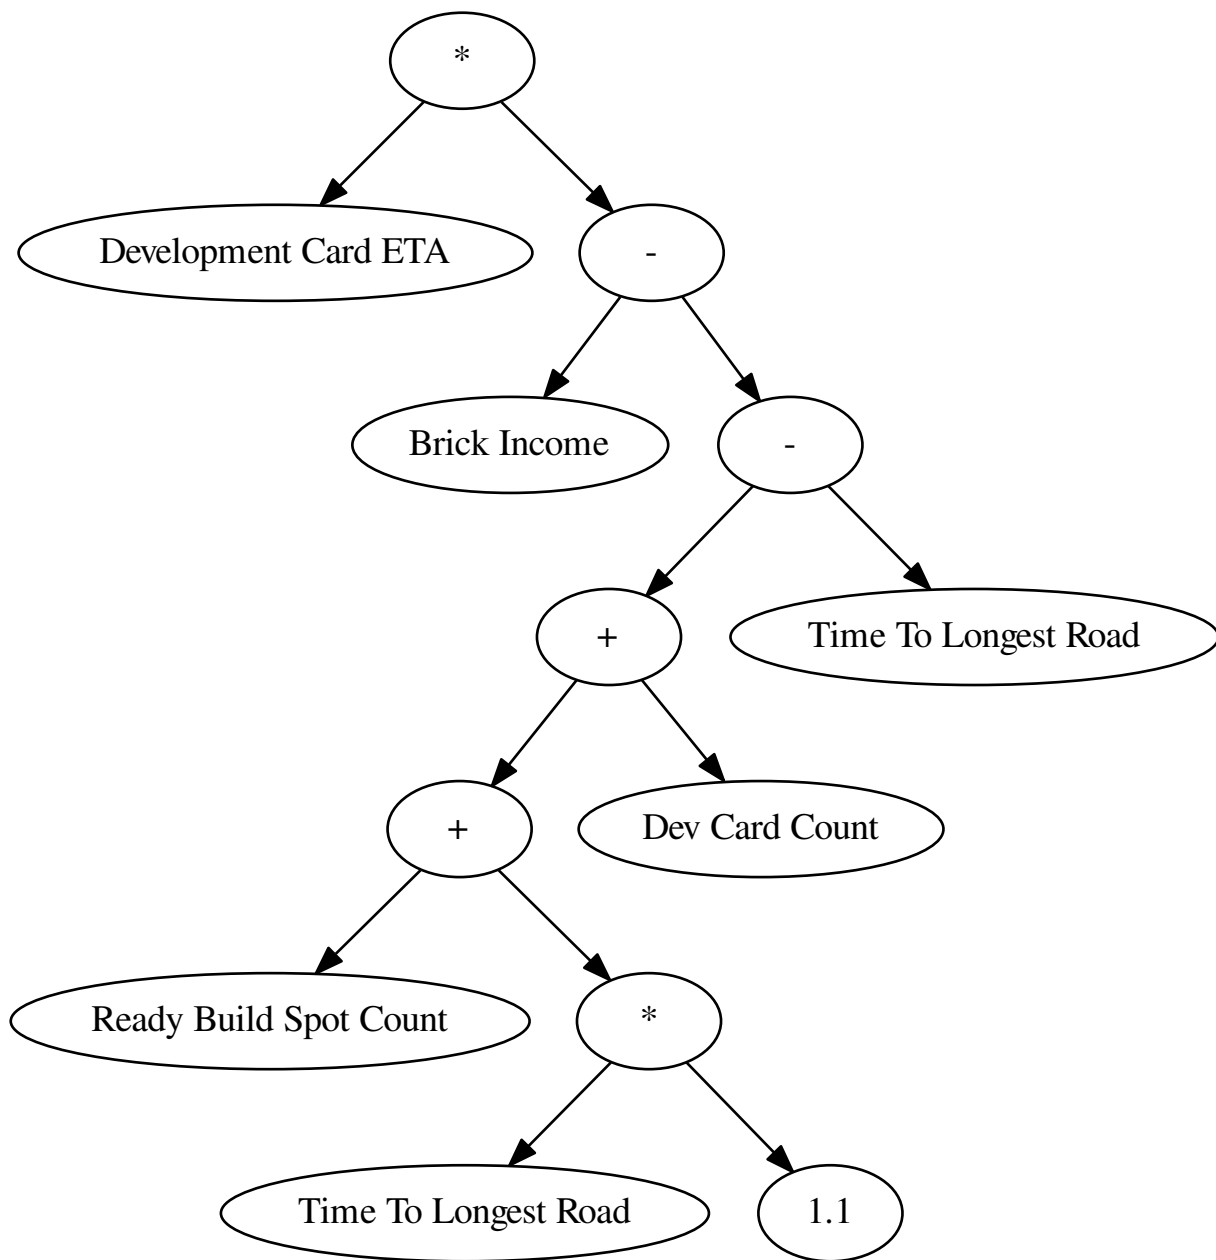 *
Development Card ETA
-
Brick Income
-
+
Time To Longest Road
+
Dev Card Count
Ready Build Spot Count
*
Time To Longest Road
1.1